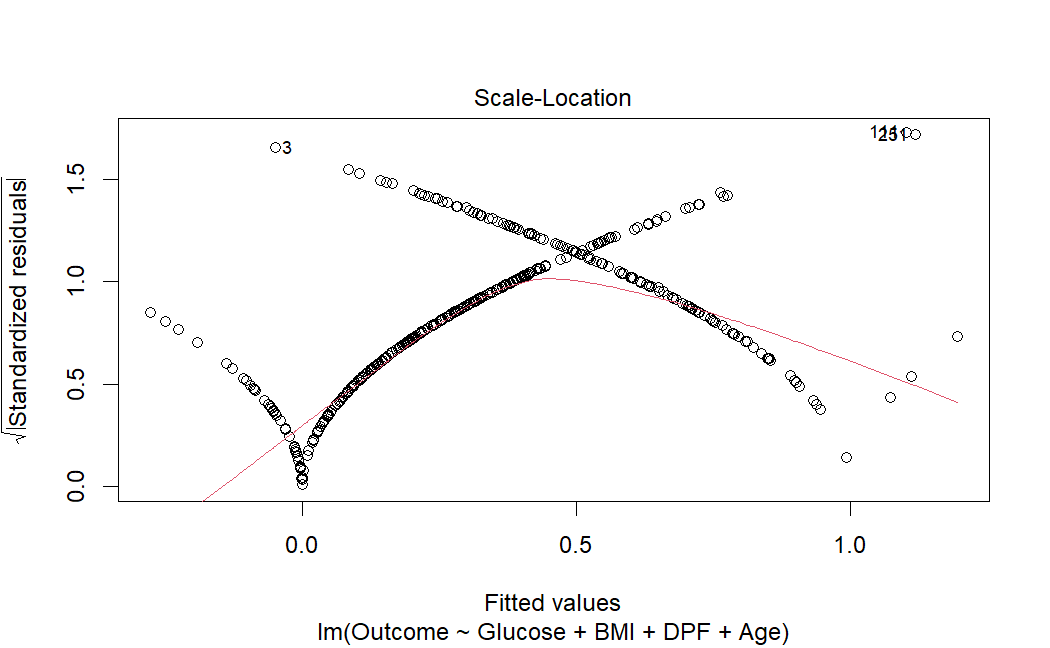 Scale-Location
√|Standardized residuals|
0.0 0.5 1.0 1.5
3
0.0 0.5 1.0
Fitted values
lm(Outcome ~ Glucose + BMI + DPF + Age)